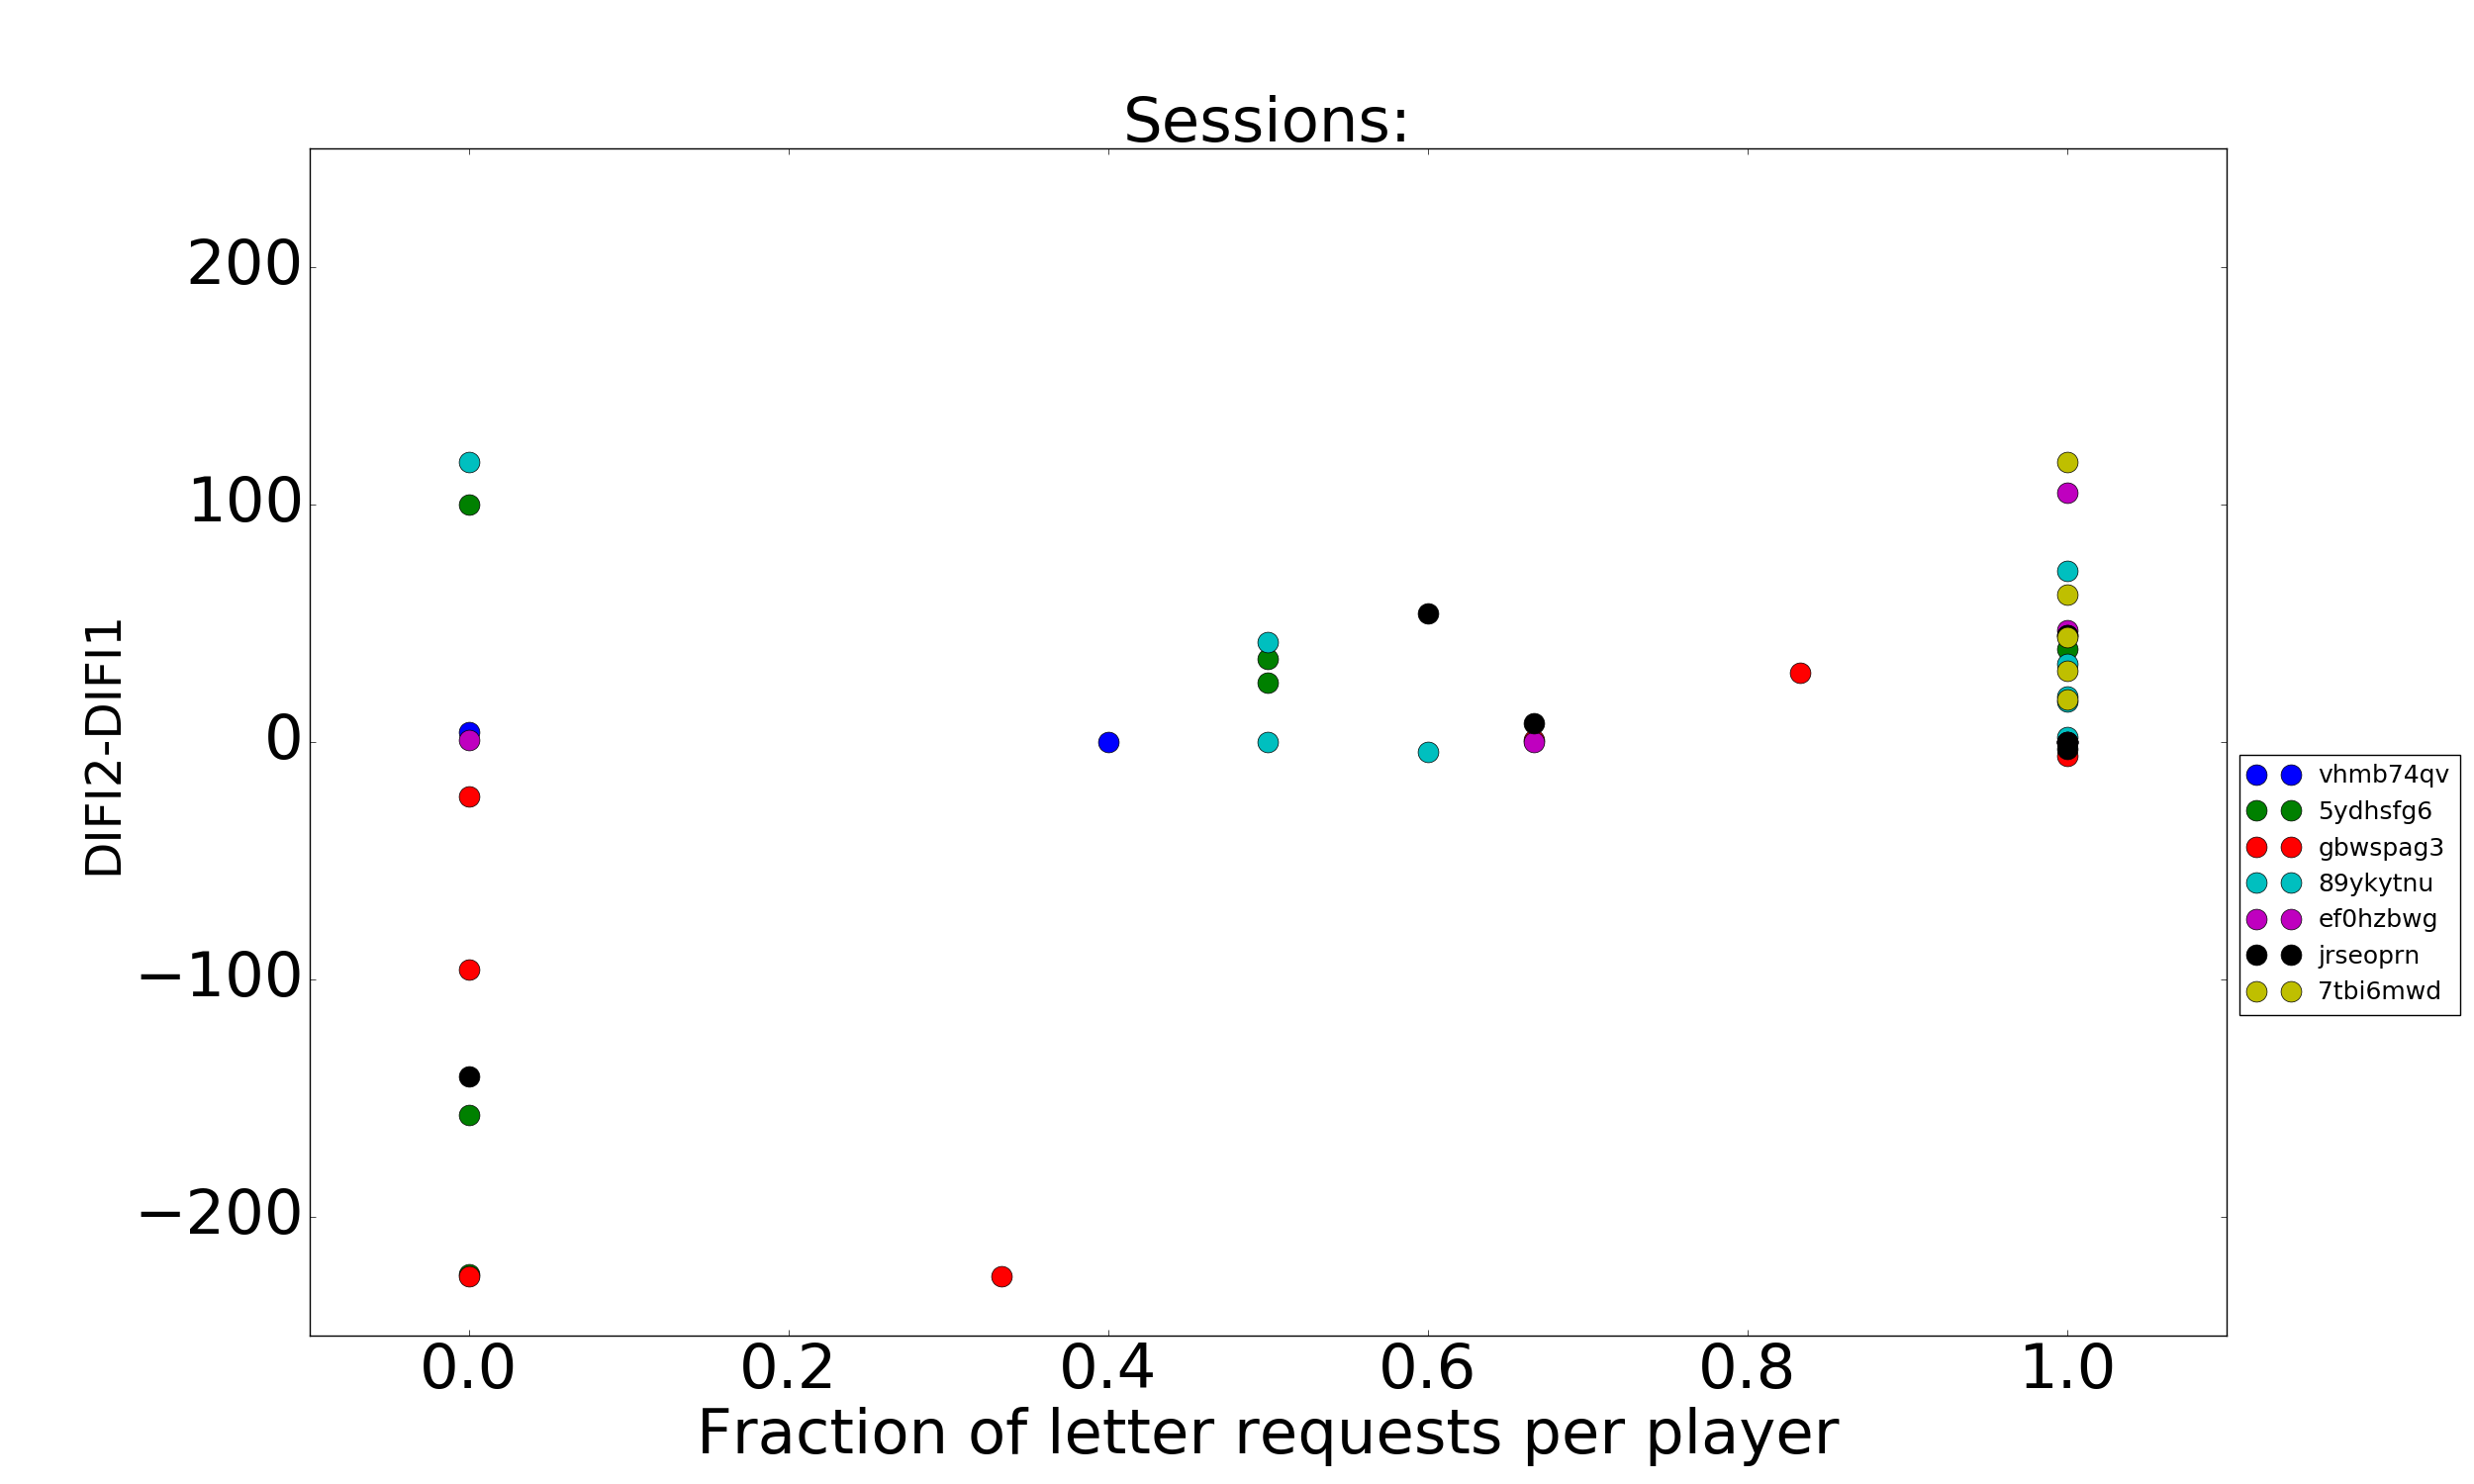 Sessions:
200
100
0
−100
−200
DIFI2-DIFI1
0.0 0.2 0.4 0.6 0.8 1.0
Fraction of letter requests per player
vhmb74qv
5ydhsfg6
gbwspag3
89ykytnu
ef0hzbwg
jrseoprn
7tbi6mwd